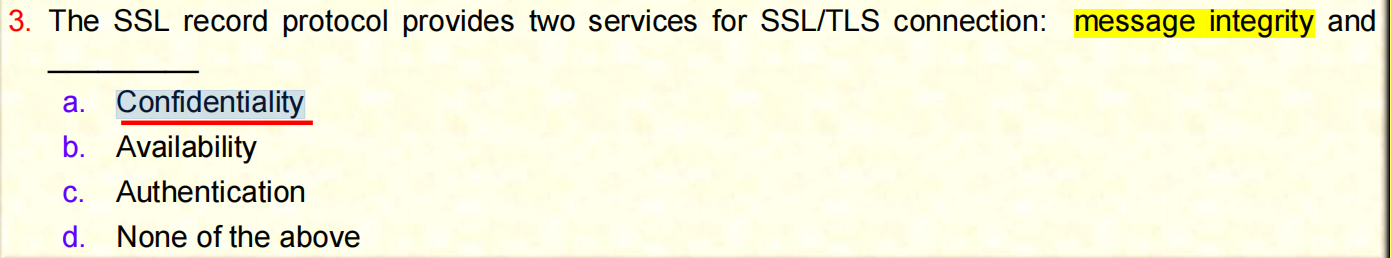 3. The SSL record protocol provides two services for SSL/TLS connection: message integrity and
_________
a. Confidentiality
b. Availability
c. Authentication
d. None of the above